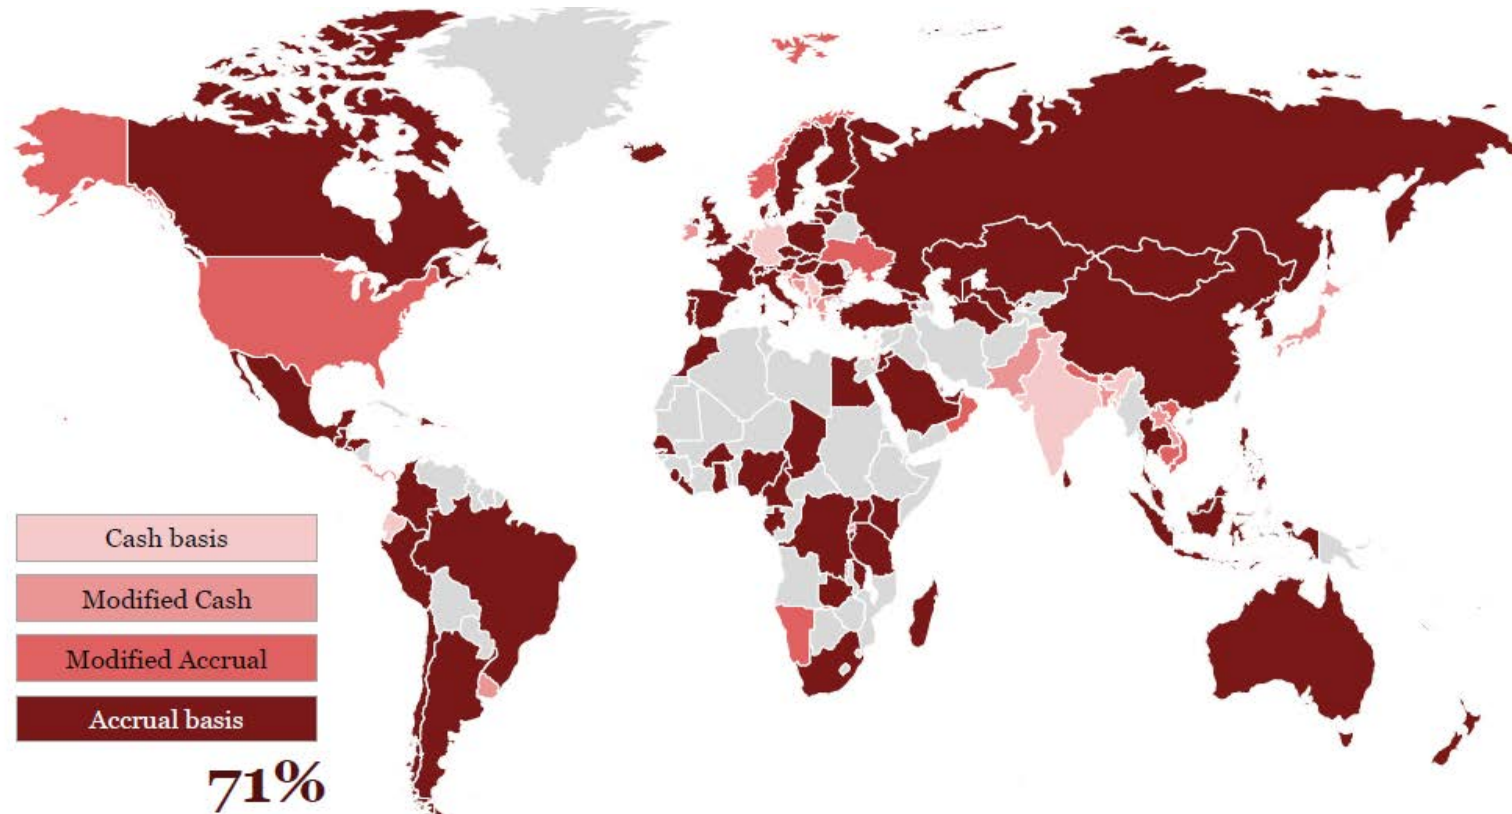 Cash basis
Modified Cash
Modified Accrual
Accrual basis
71%